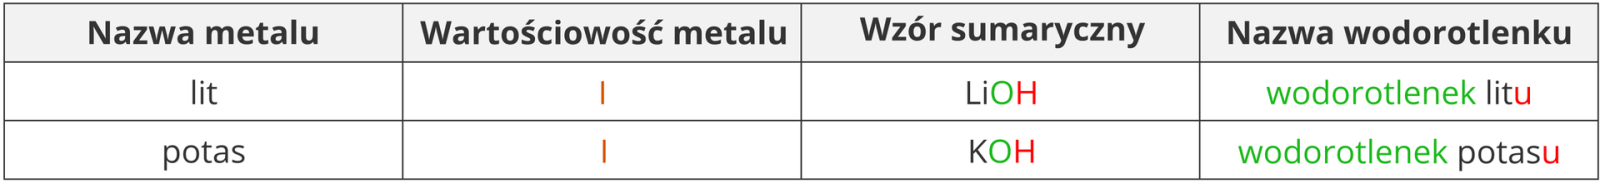 Nazwa metalu Wartościowość metalu Wzór sumaryczny Nazwa wodorotlenku
lit I LiOH wodorotlenek litu
potas I KOH wodorotlenek potasu